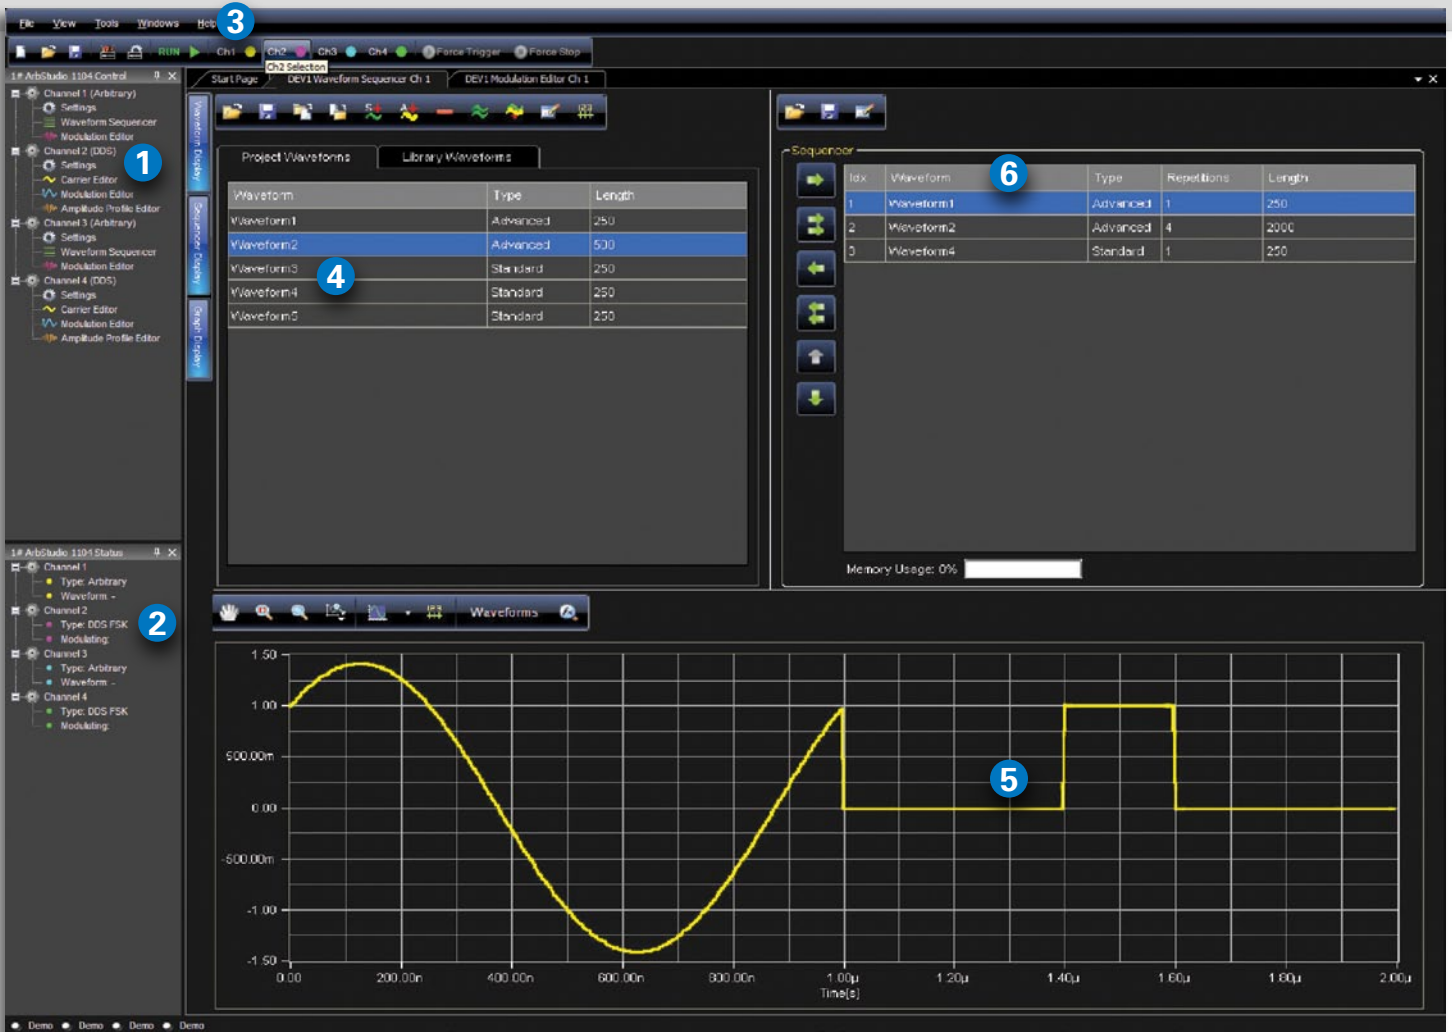 File View Tools Windows Help 3
RUN Ch1 Ch2 Ch3 Ch4 Force Trigger Force Stop
Ch2 Selection
1# ArbStudio 1104 Control
Channel 1 (Arbitrary)
Settings
Waveform Sequencer
Modulation Editor
Channel 2 (DDS)
Settings
Carrier Editor
Modulation Editor
Amplitude Profile Editor
Channel 3 (Arbitrary)
Settings
Waveform Sequencer
Modulation Editor
Channel 4 (DDS)
Settings
Carrier Editor
Modulation Editor
Amplitude Profile Editor
1
1# ArbStudio 1104 Status
Channel 1
Type: Arbitrary
Waveform: -
Channel 2
Type: DDS FSK
Modulating:
Channel 3
Type: Arbitrary
Waveform: -
Channel 4
Type: DDS FSK
Modulating:
2
Start Page DEV1 Waveform Sequencer Ch 1 DEV1 Modulation Editor Ch 1
Waveform Display
Sequencer Display
Graph Display
Project Waveforms Library Waveforms
Waveform Type Length
Waveform1 Advanced 250
Waveform2 Advanced 500
Waveform3 Standard 250
Waveform4 Standard 250
Waveform5 Standard 250
4
Sequencer
Idx Waveform Type Repetitions Length
1 Waveform1 Advanced 1 250
2 Waveform2 Advanced 4 2000
3 Waveform4 Standard 1 250
6
Memory Usage: 0%
Waveforms
1.50
1.00
500.00m
0.00
-500.00m
-1.00
-1.50
5
0.00 200.00n 400.00n 600.00n 800.00n 1.00µ 1.20µ 1.40µ 1.60µ 1.80µ 2.00µ
Time[s]
Demo Demo Demo Demo